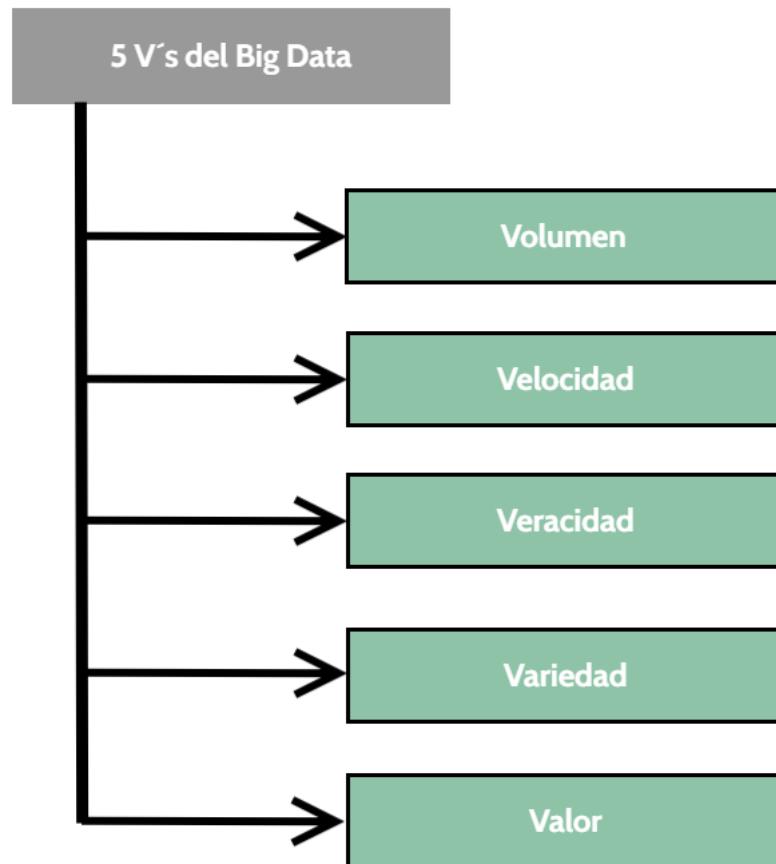 5 V´s del Big Data
Volumen
Velocidad
Veracidad
Variedad
Valor